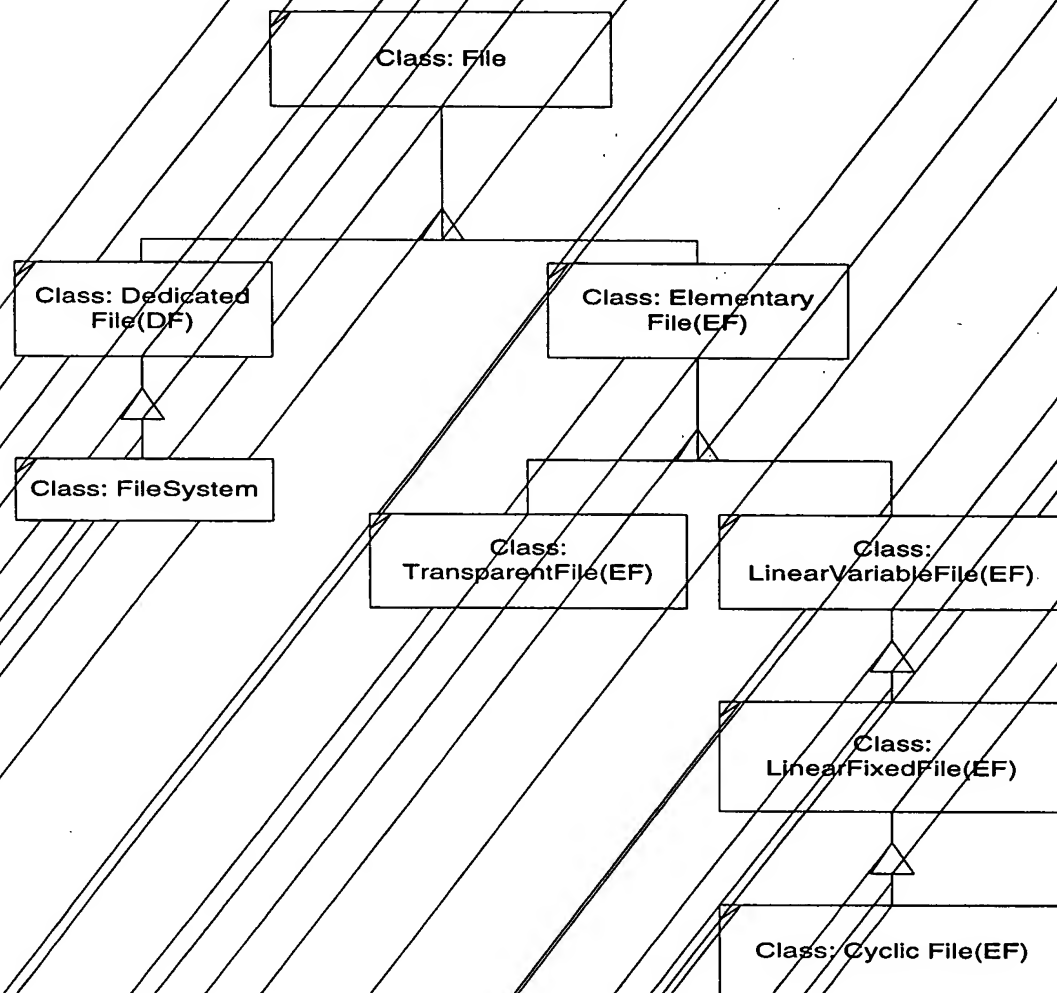 Class: File
Class: Dedicated
File(DF)
Class: Elementary
File(EF)
Class: FileSystem
Class:
TransparentFile(EF)
Class:
LinearVariableFile(EF)
Class:
LinearFixedFile(EF)
Class: Cyclic File(EF)